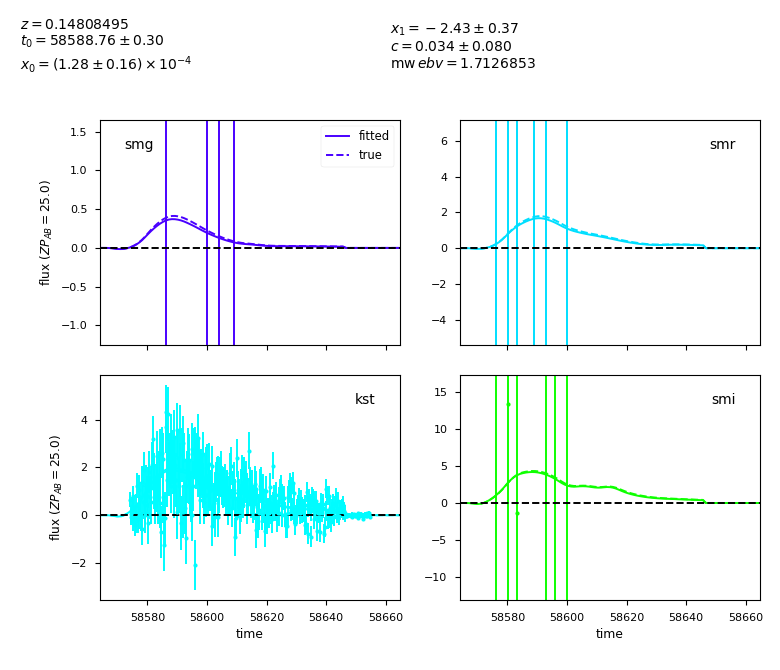 z = 0.14808495
t₀ = 58588.76 ± 0.30
x₀ = (1.28 ± 0.16) × 10⁻⁴
x₁ = −2.43 ± 0.37
c = 0.034 ± 0.080
mw ebv = 1.7126853
smg
fitted
true
1.5
1.0
0.5
0.0
−0.5
−1.0
flux (ZP_AB = 25.0)
smr
6
4
2
0
−2
−4
kst
4
2
0
−2
flux (ZP_AB = 25.0)
58580 58600 58620 58640 58660
time
smi
15
10
5
0
−5
−10
58580 58600 58620 58640 58660
time